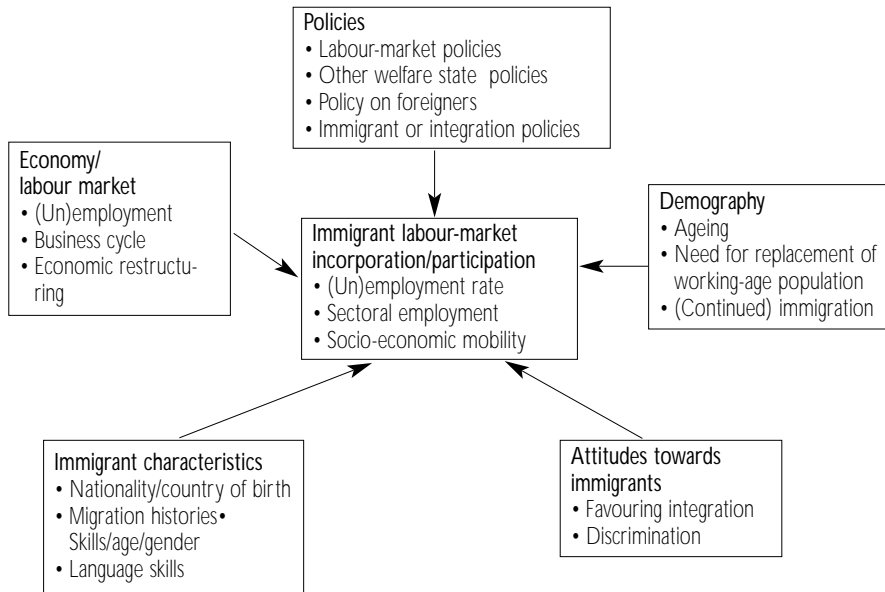 Policies
• Labour-market policies
• Other welfare state policies
• Policy on foreigners
• Immigrant or integration policies
Economy/
labour market
• (Un)employment
• Business cycle
• Economic restructu-
ring
Immigrant labour-market
incorporation/participation
• (Un)employment rate
• Sectoral employment
• Socio-economic mobility
Demography
• Ageing
• Need for replacement of
working-age population
• (Continued) immigration
Immigrant characteristics
• Nationality/country of birth
• Migration histories•
Skills/age/gender
• Language skills
Attitudes towards
immigrants
• Favouring integration
• Discrimination